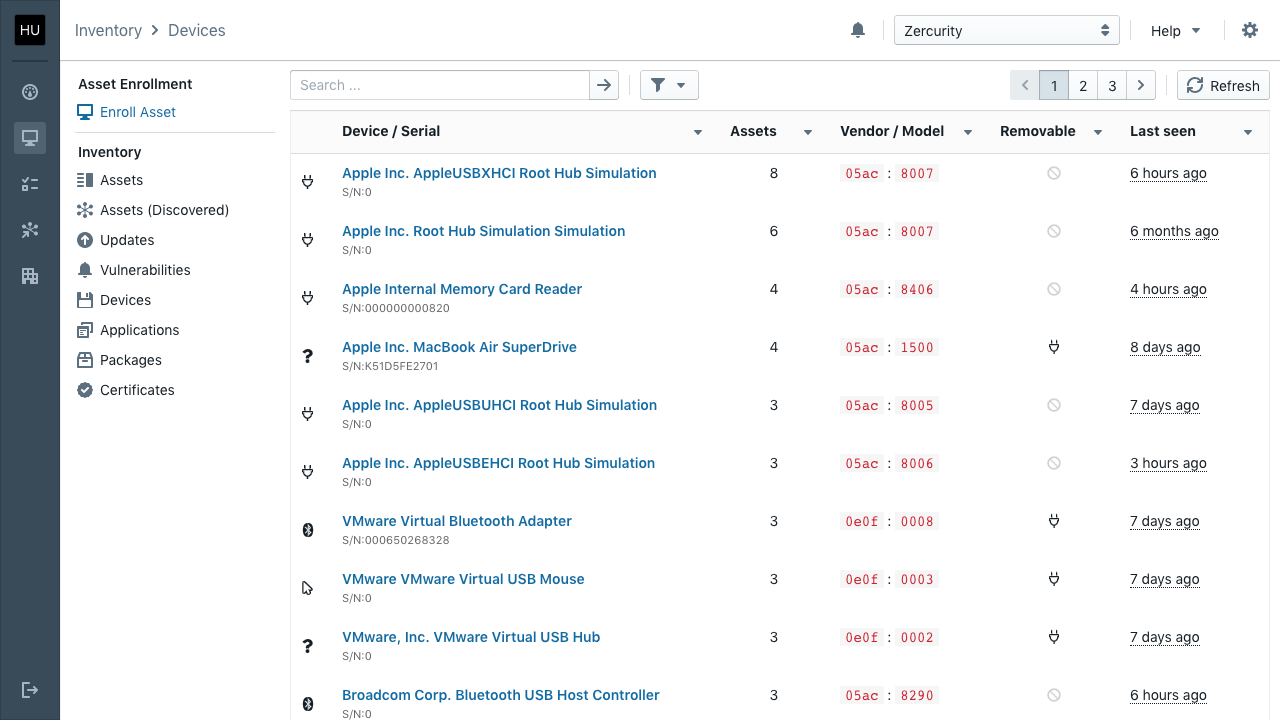 HU
Inventory > Devices
Zercurity
Help
Asset Enrollment
Enroll Asset
Inventory
Assets
Assets (Discovered)
Updates
Vulnerabilities
Devices
Applications
Packages
Certificates
Search ...
1 2 3
Refresh
Device / Serial Assets Vendor / Model Removable Last seen
Apple Inc. AppleUSBXHCI Root Hub Simulation 8 05ac : 8007 6 hours ago
S/N:0
Apple Inc. Root Hub Simulation Simulation 6 05ac : 8007 6 months ago
S/N:0
Apple Internal Memory Card Reader 4 05ac : 8406 4 hours ago
S/N:000000000820
Apple Inc. MacBook Air SuperDrive 4 05ac : 1500 8 days ago
S/N:K51D5FE2701
Apple Inc. AppleUSBUHCI Root Hub Simulation 3 05ac : 8005 7 days ago
S/N:0
Apple Inc. AppleUSBEHCI Root Hub Simulation 3 05ac : 8006 3 hours ago
S/N:0
VMware Virtual Bluetooth Adapter 3 0e0f : 0008 7 days ago
S/N:000650268328
VMware VMware Virtual USB Mouse 3 0e0f : 0003 7 days ago
S/N:0
VMware, Inc. VMware Virtual USB Hub 3 0e0f : 0002 7 days ago
S/N:0
Broadcom Corp. Bluetooth USB Host Controller 3 05ac : 8290 6 hours ago
S/N:0